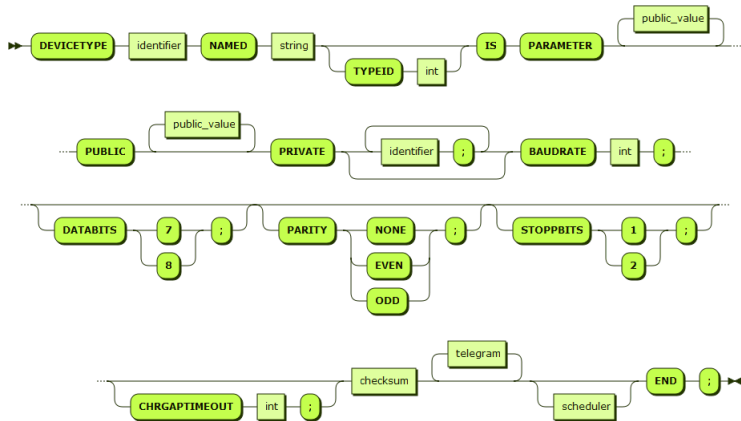 public_value
DEVICETYPE identifier NAMED string IS PARAMETER
TYPEID int
public_value
PUBLIC PRIVATE identifier ; BAUDRATE int ;
DATABITS 7 ; PARITY NONE ; STOPPBITS 1 ;
8 EVEN 2
ODD
telegram
checksum END ;
CHRGAPTIMEOUT int ; scheduler